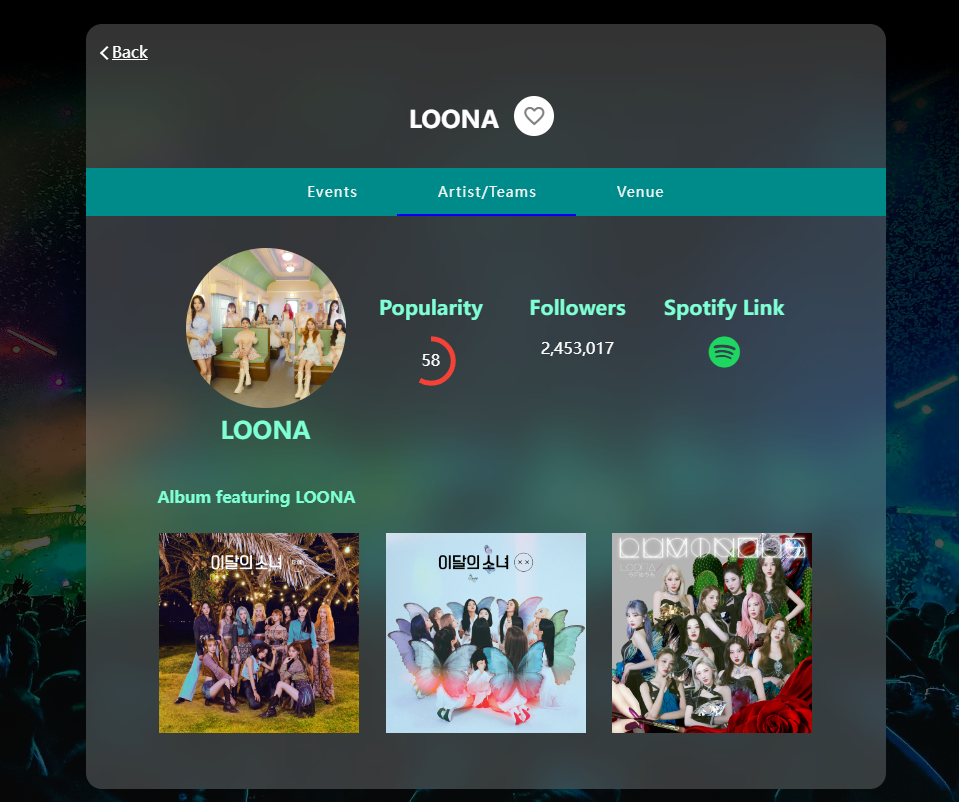 Back
LOONA
Events Artist/Teams Venue
Popularity Followers Spotify Link
58 2,453,017
LOONA
Album featuring LOONA
이달의 소녀
이달의 소녀
LOONA